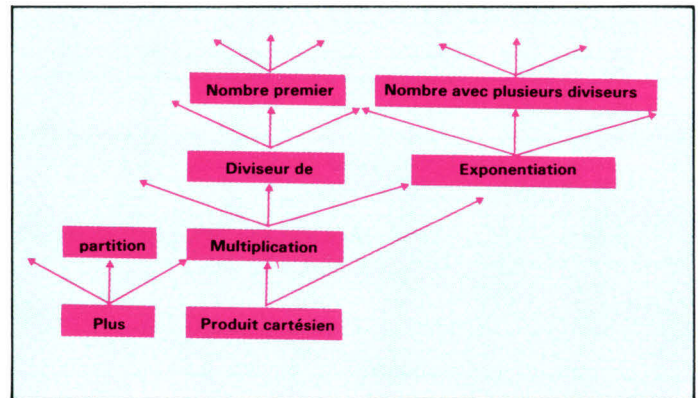 Nombre premier
Nombre avec plusieurs diviseurs
Diviseur de
Exponentiation
partition
Multiplication
Plus
Produit cartésien